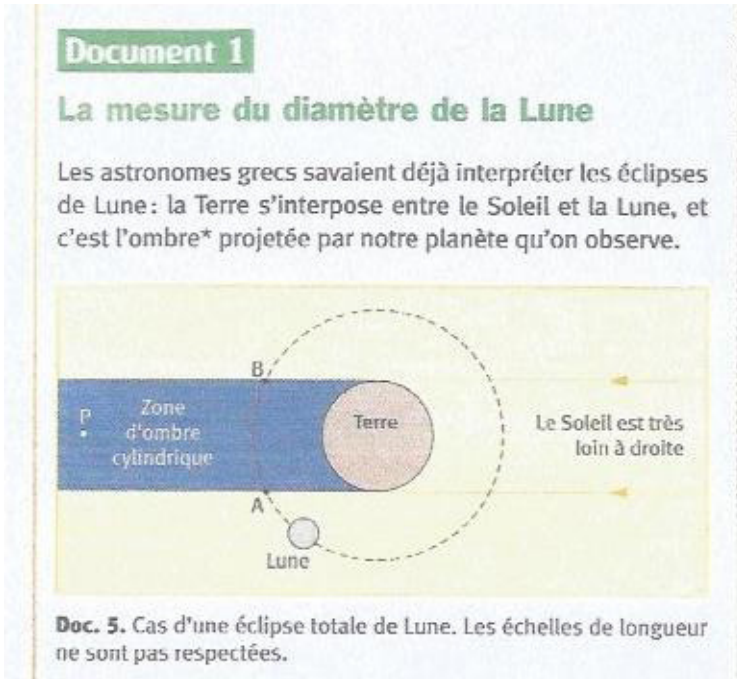 Document 1
La mesure du diamètre de la Lune
Les astronomes grecs savaient déjà interpréter les éclipses
de Lune : la Terre s'interpose entre le Soleil et la Lune, et
c'est l'ombre* projetée par notre planète qu'on observe.
B
P
Zone
d'ombre
cylindrique
Terre
Le Soleil est très
loin à droite
A
Lune
Doc. 5. Cas d'une éclipse totale de Lune. Les échelles de longueur
ne sont pas respectées.